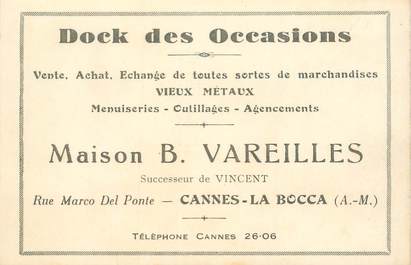 Dock des Occasions
Vente, Achat, Echange de toutes sortes de marchandises
VIEUX MÉTAUX
Menuiseries - Outillages - Agencements
Maison B. VAREILLES
Successeur de VINCENT
Rue Marco Del Ponte - CANNES-LA BOCCA (A.-M.)
TÉLÉPHONE CANNES 26-06